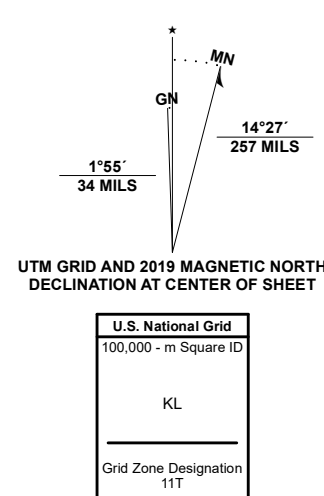 ★
MN
GN
14°27´
257 MILS
1°55´
34 MILS
UTM GRID AND 2019 MAGNETIC NORTH
DECLINATION AT CENTER OF SHEET
U.S. National Grid
100,000 - m Square ID
KL
Grid Zone Designation
11T